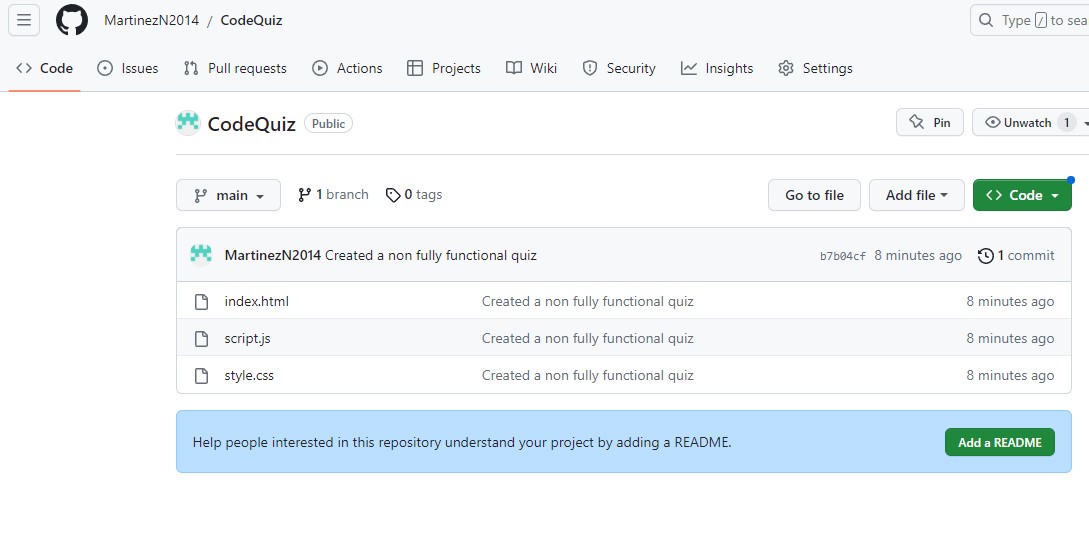 MartinezN2014 / CodeQuiz
Type / to sea
Code Issues Pull requests Actions Projects Wiki Security Insights Settings
CodeQuiz Public
Pin Unwatch 1
main 1 branch 0 tags Go to file Add file Code
MartinezN2014 Created a non fully functional quiz b7b04cf 8 minutes ago 1 commit
index.html Created a non fully functional quiz 8 minutes ago
script.js Created a non fully functional quiz 8 minutes ago
style.css Created a non fully functional quiz 8 minutes ago
Help people interested in this repository understand your project by adding a README. Add a README